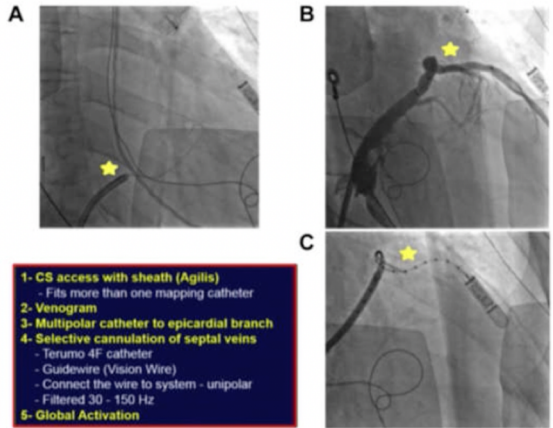 A
B
1- CS access with sheath (Agilis)
- Fits more than one mapping catheter
2- Venogram
3- Multipolar catheter to epicardial branch
4- Selective cannulation of septal veins
- Terumo 4F catheter
- Guidewire (Vision Wire)
- Connect the wire to system - unipolar
- Filtered 30 - 150 Hz
5- Global Activation
C